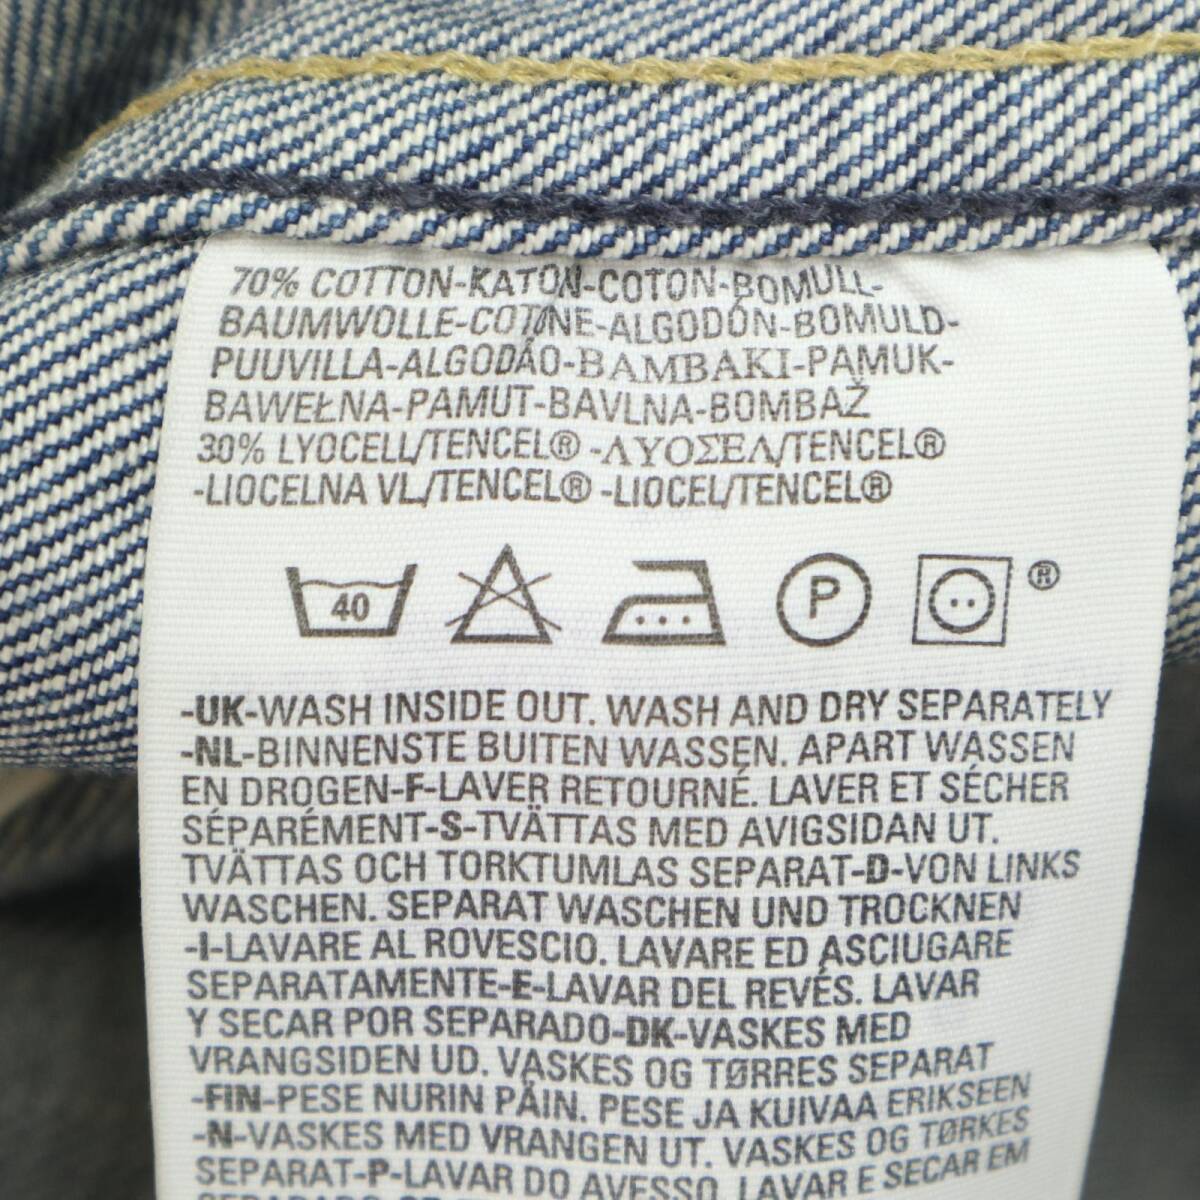 70% COTTON-KATON-COTON-BOMULL-
BAUMWOLLE-COTONE-ALGODÓN-BOMULD-
PUUVILLA-ALGODÃO-BAMBAKI-PAMUK-
BAWEŁNA-PAMUT-BAVLNA-BOMBAŽ
30% LYOCELL/TENCEL® -ΛΥΟΣΕΛ/TENCEL®
-LIOCELNA VL/TENCEL® -LIOCEL/TENCEL®
40 P ®
-UK-WASH INSIDE OUT. WASH AND DRY SEPARATELY
-NL-BINNENSTE BUITEN WASSEN. APART WASSEN
EN DROGEN-F-LAVER RETOURNÉ. LAVER ET SÉCHER
SÉPARÉMENT-S-TVÄTTAS MED AVIGSIDAN UT.
TVÄTTAS OCH TORKTUMLAS SEPARAT-D-VON LINKS
WASCHEN. SEPARAT WASCHEN UND TROCKNEN
-I-LAVARE AL ROVESCIO. LAVARE ED ASCIUGARE
SEPARATAMENTE-E-LAVAR DEL REVÉS. LAVAR
Y SECAR POR SEPARADO-DK-VASKES MED
VRANGSIDEN UD. VASKES OG TØRRES SEPARAT
-FIN-PESE NURIN PÄIN. PESE JA KUIVAA ERIKSEEN
-N-VASKES MED VRANGEN UT. VASKES OG TØRKES
SEPARAT-P-LAVAR DO AVESSO. LAVAR E SECAR EM